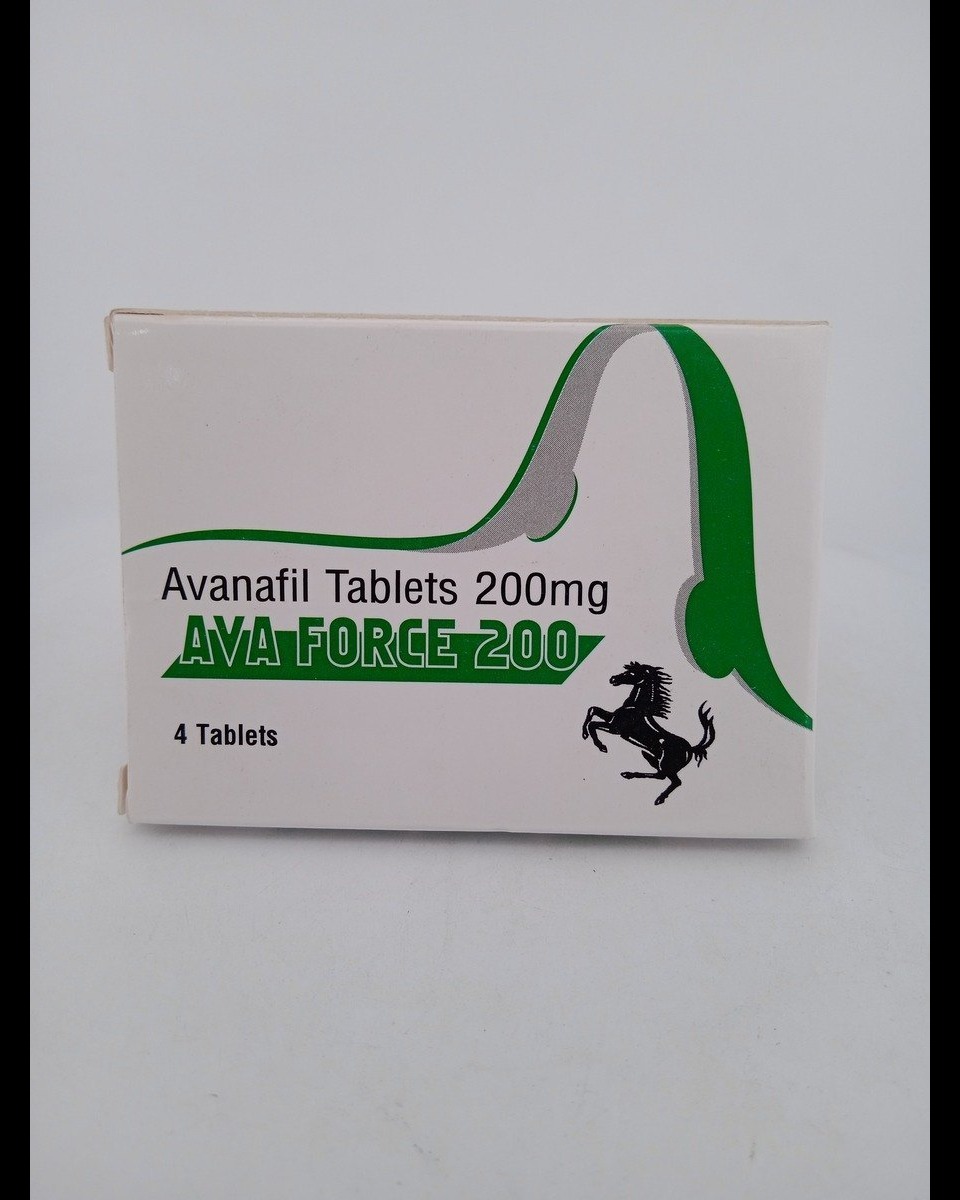 Avanafil Tablets 200mg
AVA FORCE 200
4 Tablets